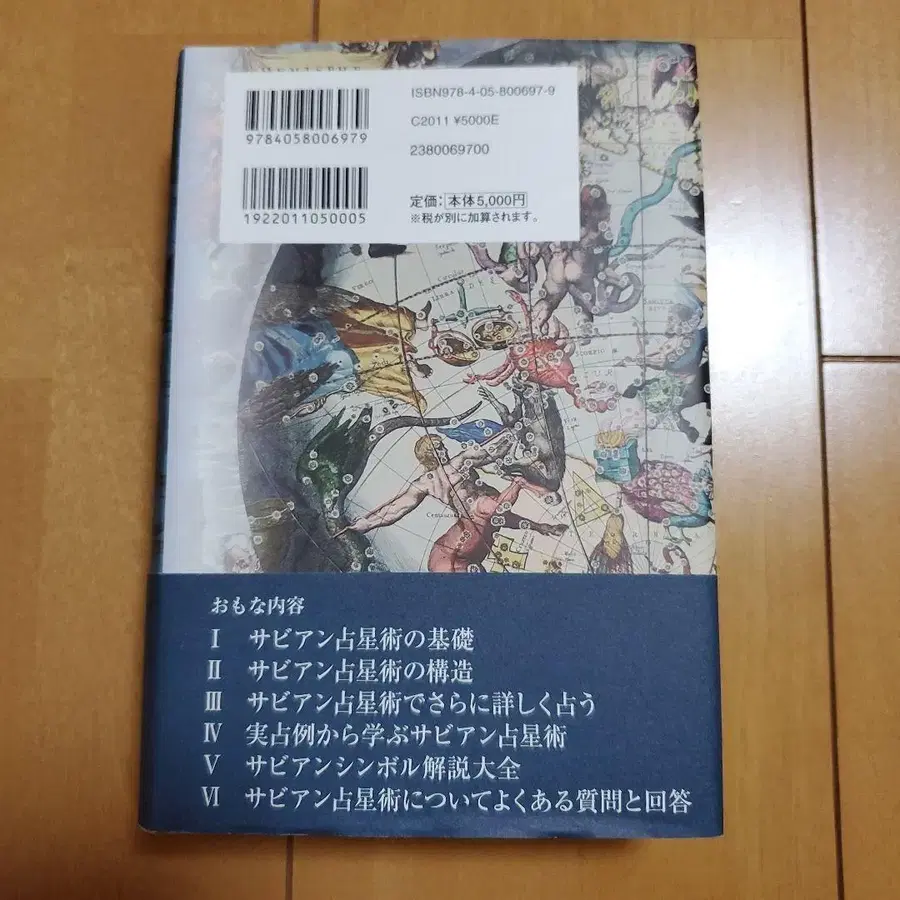 ISBN978-4-05-800697-9
C2011 ¥5000E
9784058006979
2380069700
1922011050005
定価：本体5,000円
※税が別に加算されます。
Scorpio
Centaurus
おもな内容
Ⅰ サビアン占星術の基礎
Ⅱ サビアン占星術の構造
Ⅲ サビアン占星術でさらに詳しく占う
Ⅳ 実占例から学ぶサビアン占星術
Ⅴ サビアンシンボル解説大全
Ⅵ サビアン占星術についてよくある質問と回答